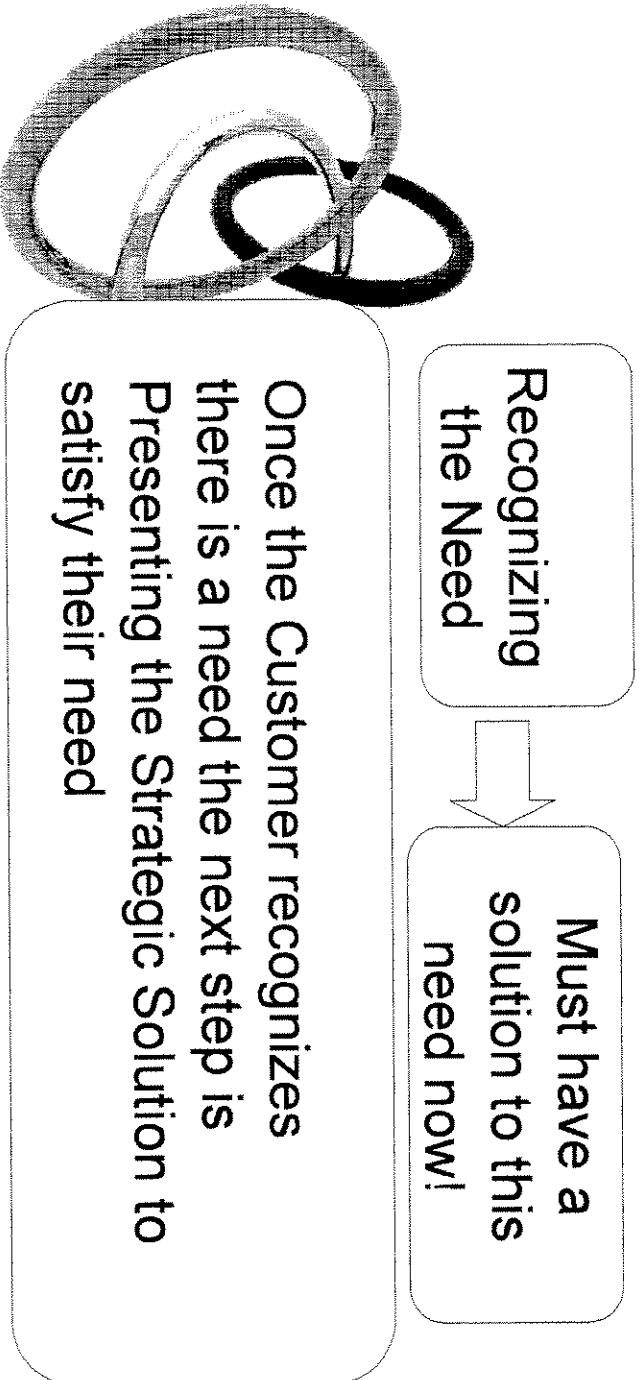 Recognizing
the Need
Must have a
solution to this
need now!
Once the Customer recognizes
there is a need the next step is
Presenting the Strategic Solution to
satisfy their need